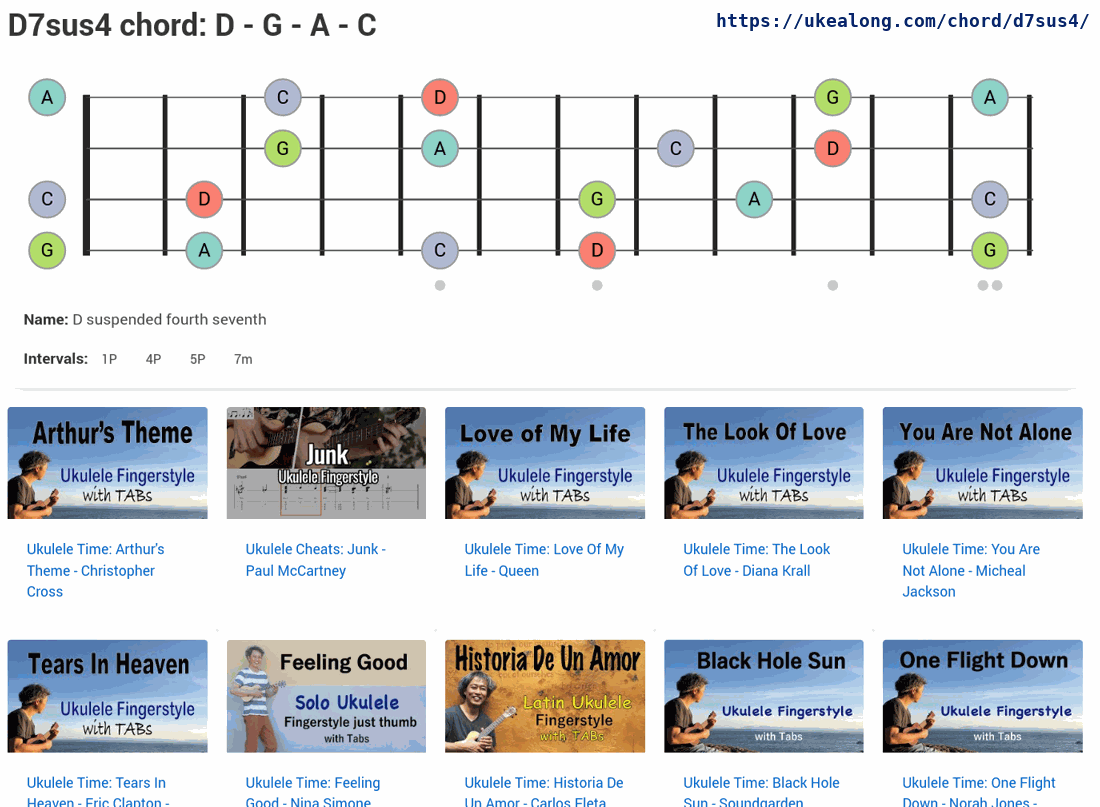 D7sus4 chord: D - G - A - C
https://ukealong.com/chord/d7sus4/
A C D G A
G A C D
C D G A C
G A C D G
Name: D suspended fourth seventh
Intervals: 1P 4P 5P 7m
Arthur's Theme
Ukulele Fingerstyle
with TABs
Junk
Ukulele Fingerstyle
Love of My Life
Ukulele Fingerstyle
with TABs
The Look Of Love
Ukulele Fingerstyle
with TABs
You Are Not Alone
Ukulele Fingerstyle
with TABs
Ukulele Time: Arthur's
Theme - Christopher
Cross
Ukulele Cheats: Junk -
Paul McCartney
Ukulele Time: Love Of My
Life - Queen
Ukulele Time: The Look
Of Love - Diana Krall
Ukulele Time: You Are
Not Alone - Micheal
Jackson
Tears In Heaven
Ukulele Fingerstyle
with TABs
Feeling Good
Solo Ukulele
Fingerstyle just thumb
with Tabs
Historia De Un Amor
Latin Ukulele
Fingerstyle
with TABs
Black Hole Sun
Ukulele Fingerstyle
with Tabs
One Flight Down
Ukulele Fingerstyle
with Tabs
Ukulele Time: Tears In
Heaven - Eric Clapton -
Ukulele Time: Feeling
Good - Nina Simone
Ukulele Time: Historia De
Un Amor - Carlos Eleta
Ukulele Time: Black Hole
Sun - Soundgarden
Ukulele Time: One Flight
Down - Norah Jones -